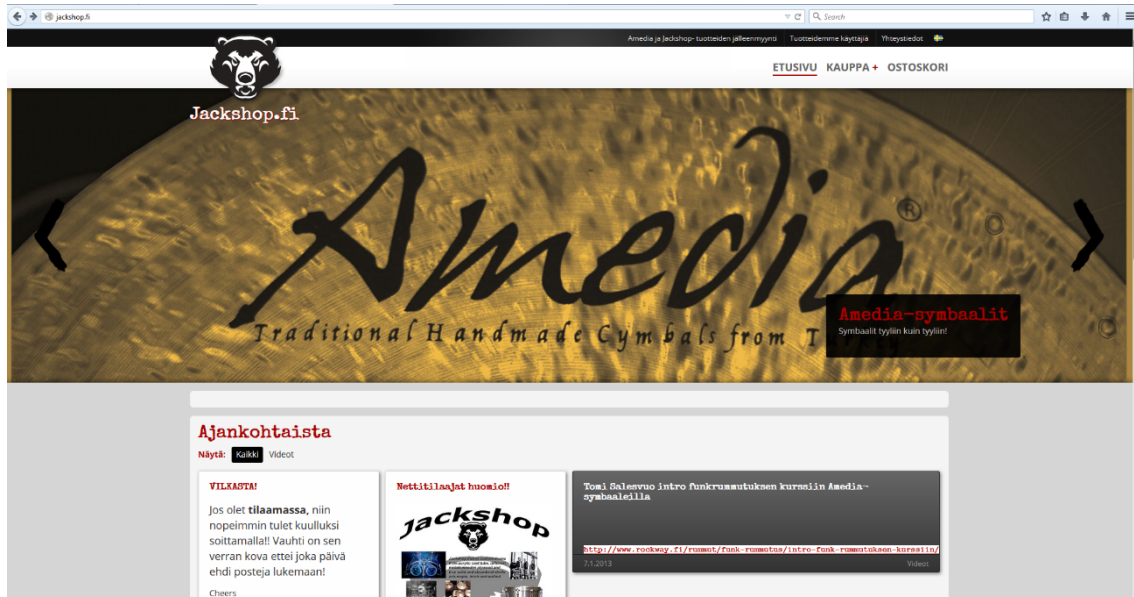 jackshop.fi
Search
Amedia ja Jackshop- tuotteiden jälleenmyynti Tuotteidemme käyttäjiä Yhteystiedot
ETUSIVU KAUPPA + OSTOSKORI
Jackshop.fi
Amedia ®
Traditional Handmade Cymbals from Turkey
Amedia-symbaalit
Symbaalit tyyliin kuin tyyliin!
Ajankohtaista
Näytä: Kaikki Videot
VILKASTA!
Jos olet tilaamassa, niin
nopeimmin tulet kuulluksi
soittamalla!! Vauhti on sen
verran kova ettei joka päivä
ehdi posteja lukemaan!
Cheers
Nettitilaajat huomio!!
Jackshop
Tomi Salesvuo intro funkrummutuksen kurssiin Amedia-
symbaaleilla
http://www.rockway.fi/rummut/funk-rummutus/intro-funk-rummutuksen-kurssiin/
7.1.2013 Videot